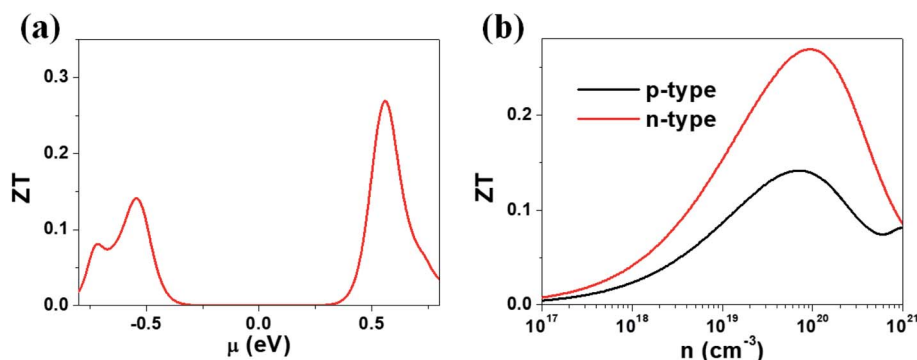 (a)
0.3
0.2
0.1
0.0
ZT
-0.5
0.0
0.5
μ (eV)
(b)
0.2
0.1
0.0
ZT
p-type
n-type
10^17
10^18
10^19
10^20
10^21
n (cm^-3)